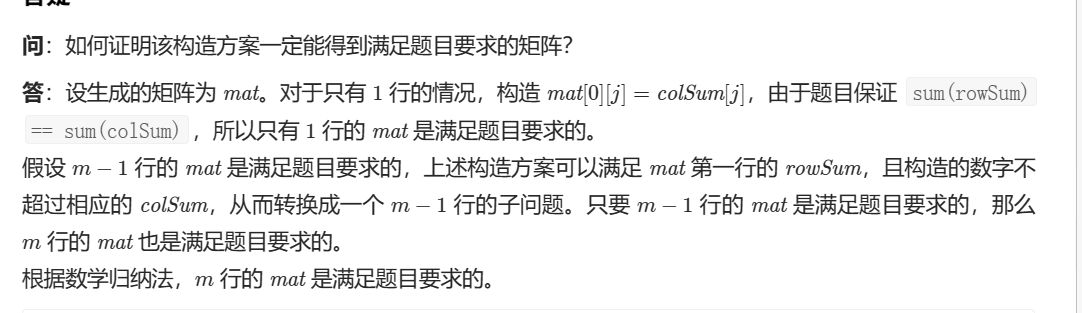 问：如何证明该构造方案一定能得到满足题目要求的矩阵？
答：设生成的矩阵为 mat。对于只有 1 行的情况，构造 mat[0][j] = colSum[j]，由于题目保证 sum(rowSum)
== sum(colSum) ，所以只有 1 行的 mat 是满足题目要求的。
假设 m − 1 行的 mat 是满足题目要求的，上述构造方案可以满足 mat 第一行的 rowSum，且构造的数字不
超过相应的 colSum，从而转换成一个 m − 1 行的子问题。只要 m − 1 行的 mat 是满足题目要求的，那么
m 行的 mat 也是满足题目要求的。
根据数学归纳法，m 行的 mat 是满足题目要求的。